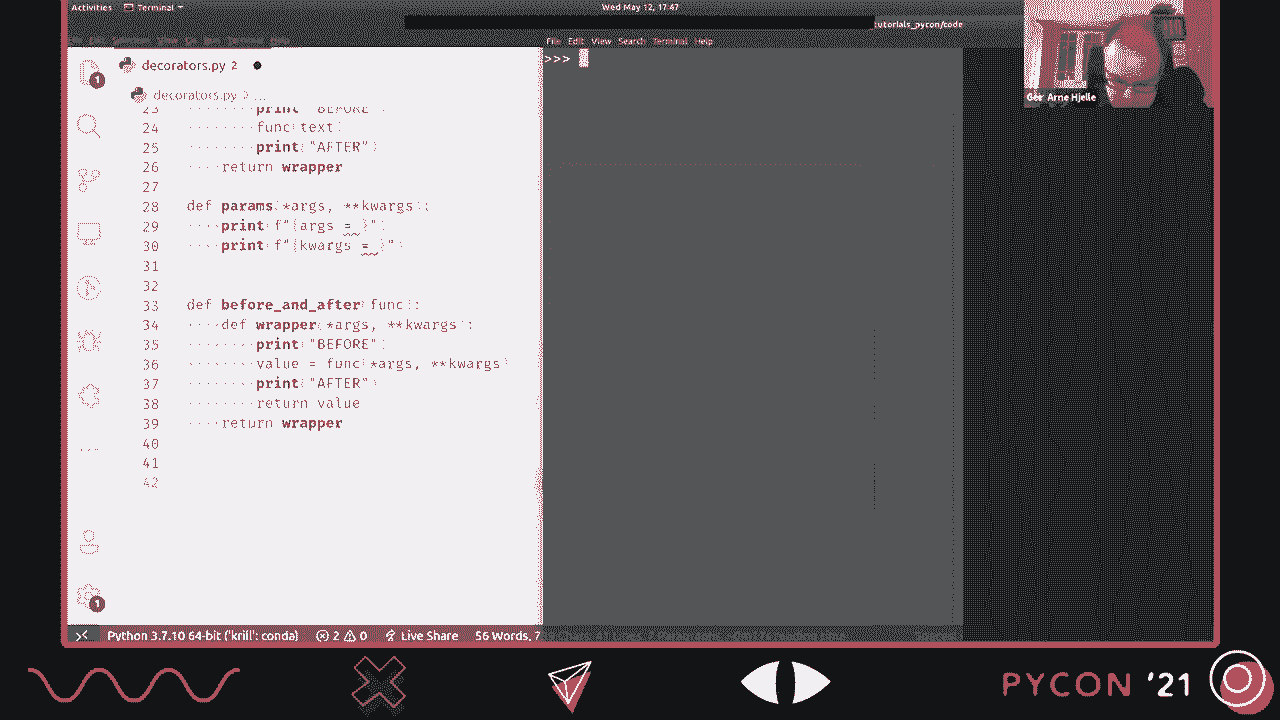 Activities Terminal Wed May 12, 17:47
tutorials_pycon/code
File Edit View Search Terminal Help
decorators.py 2
decorators.py
>>>
Geir Arne Hjelle
23 print("BEFORE")
24 func(text)
25 print("AFTER")
26 return wrapper
27
28 def params(*args, **kwargs):
29 print(f"{args = }")
30 print(f"{kwargs = }")
31
32
33 def before_and_after(func):
34 def wrapper(*args, **kwargs):
35 print("BEFORE")
36 value = func(*args, **kwargs)
37 print("AFTER")
38 return value
39 return wrapper
40
41
42
1
1
Python 3.7.10 64-bit ('krill': conda) 2 0 Live Share 56 Words, 7
PYCON '21